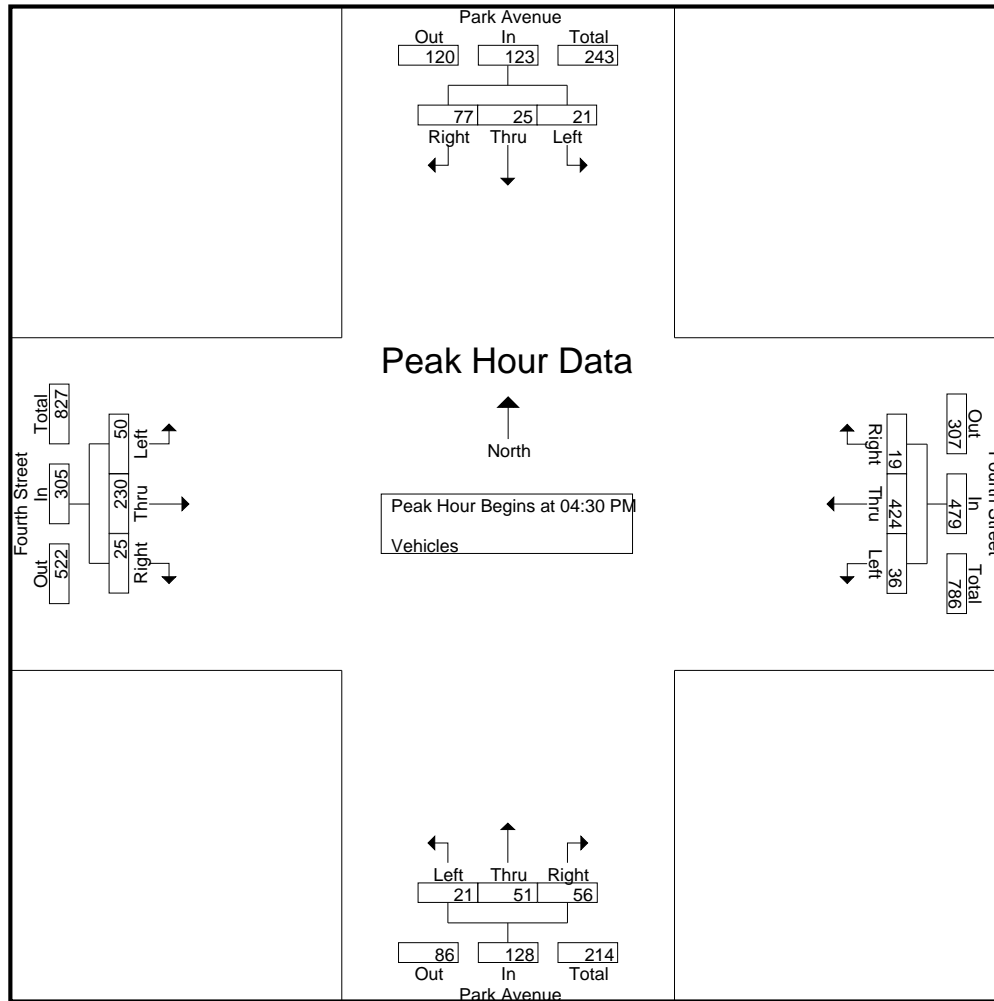 Park Avenue
Out In Total
120 123 243
77 25 21
Right Thru Left
Peak Hour Data
North
Peak Hour Begins at 04:30 PM
Vehicles
Fourth Street
Total In Out
827 305 522
50 230 25
Left Thru Right
Fourth Street
Out In Total
307 479 786
19 424 36
Right Thru Left
Left Thru Right
21 51 56
86 128 214
Out In Total
Park Avenue